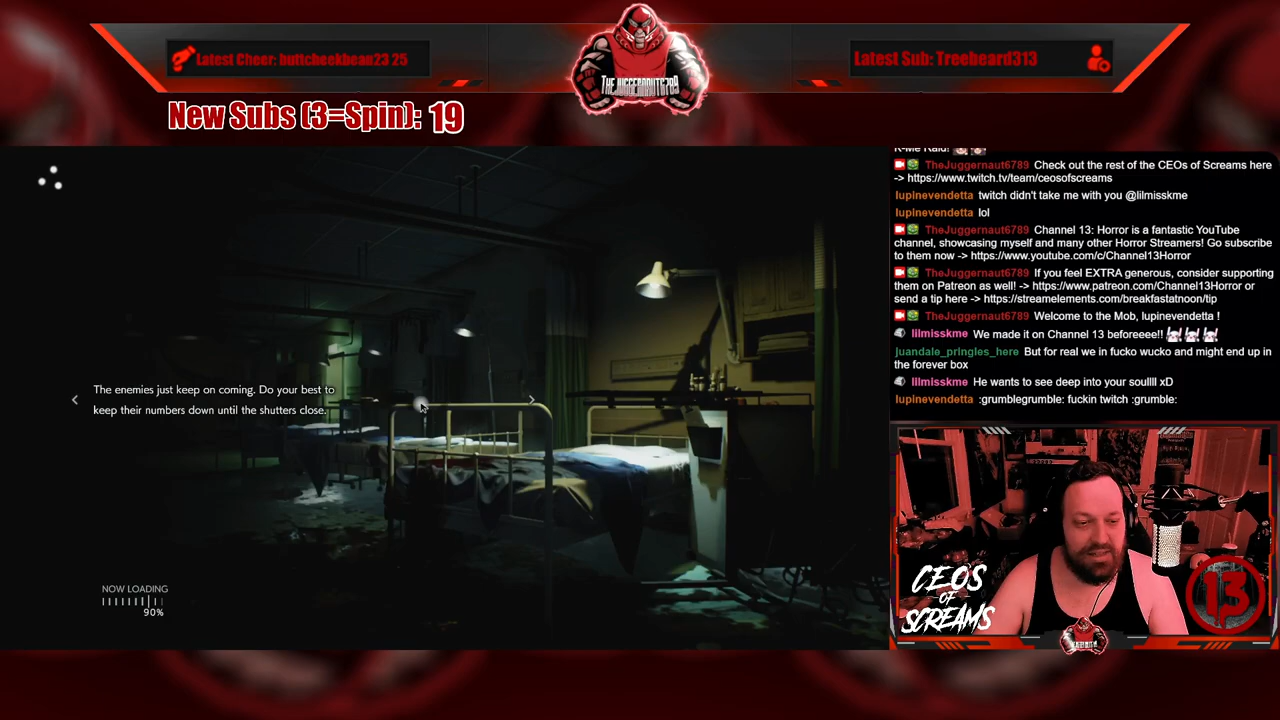 Latest Cheer: buttcheekbeau23 25
THEJUGGERNAUT6789
Latest Sub: Treebeard313
New Subs (3=Spin): 19
TheJuggernaut6789 Check out the rest of the CEOs of Screams here
-> https://www.twitch.tv/team/ceosofscreams
lupinevendetta twitch didn't take me with you @lilmisskme
lupinevendetta lol
TheJuggernaut6789 Channel 13: Horror is a fantastic YouTube
channel, showcasing myself and many other Horror Streamers! Go subscribe
to them now -> https://www.youtube.com/c/Channel13Horror
TheJuggernaut6789 If you feel EXTRA generous, consider supporting
them on Patreon as well! -> https://www.patreon.com/Channel13Horror or
send a tip here -> https://streamelements.com/breakfastatnoon/tip
TheJuggernaut6789 Welcome to the Mob, lupinevendetta !
lilmisskme We made it on Channel 13 beforeeee!!
juandale_pringles_here But for real we in fucko wucko and might end up in
the forever box
lilmisskme He wants to see deep into your soullll xD
lupinevendetta :grumblegrumble: fuckin twitch :grumble:
The enemies just keep on coming. Do your best to
keep their numbers down until the shutters close.
NOW LOADING
90%
CEOS
OF
SCREAMS
13